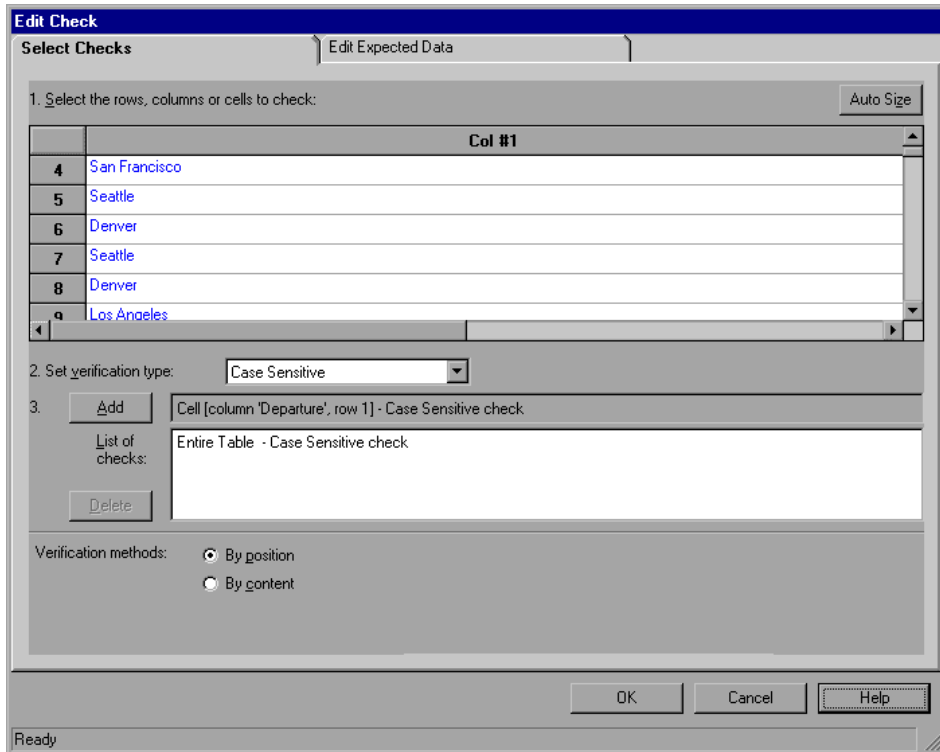 Edit Check
Select Checks
Edit Expected Data
1. Select the rows, columns or cells to check:
Auto Size
Col #1
4 San Francisco
5 Seattle
6 Denver
7 Seattle
8 Denver
9 Los Angeles
2. Set verification type:
Case Sensitive
3. Add
Cell [column 'Departure', row 1] - Case Sensitive check
List of
checks:
Entire Table - Case Sensitive check
Delete
Verification methods:
By position
By content
OK
Cancel
Help
Ready